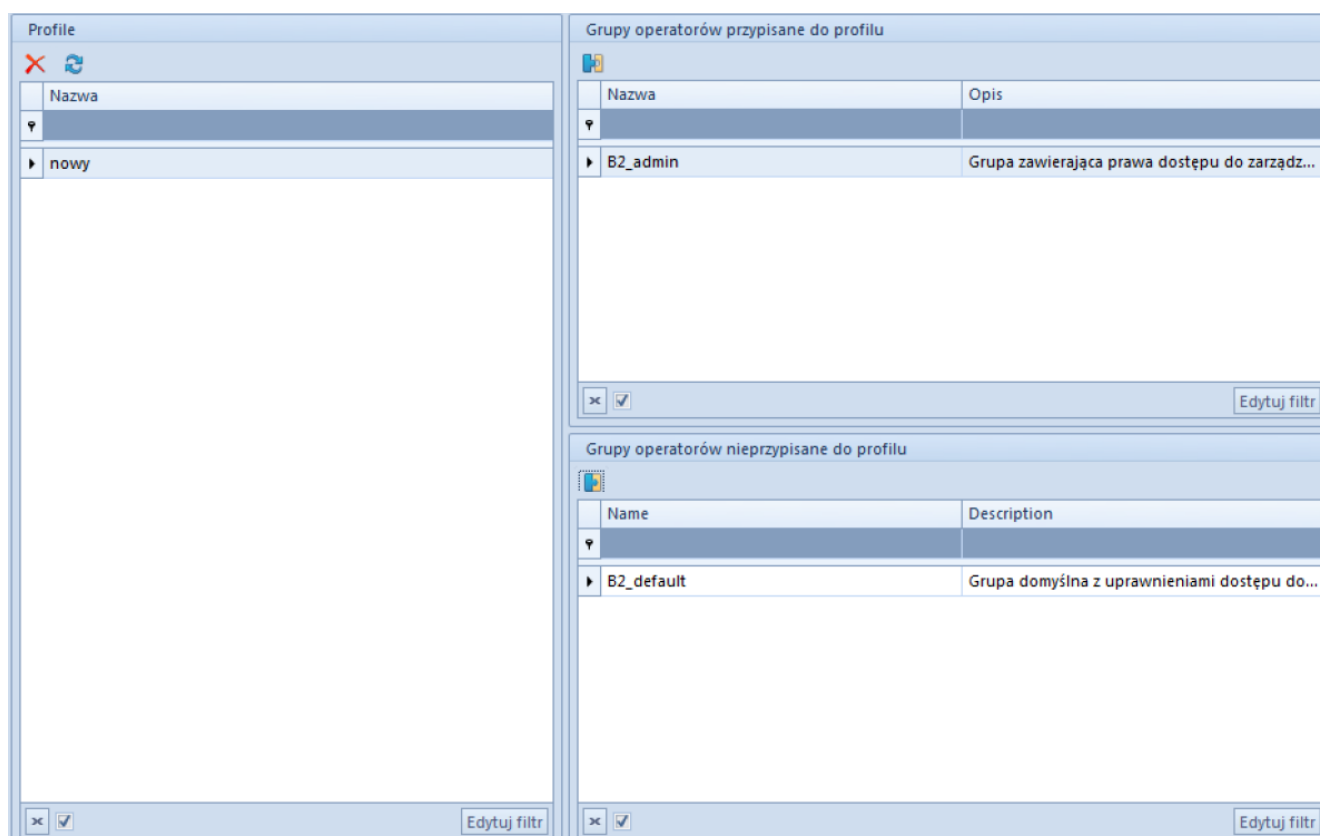 Profile
Nazwa
nowy
Edytuj filtr
Grupy operatorów przypisane do profilu
Nazwa Opis
B2_admin Grupa zawierająca prawa dostępu do zarządz...
Edytuj filtr
Grupy operatorów nieprzypisane do profilu
Name Description
B2_default Grupa domyślna z uprawnieniami dostępu do...
Edytuj filtr